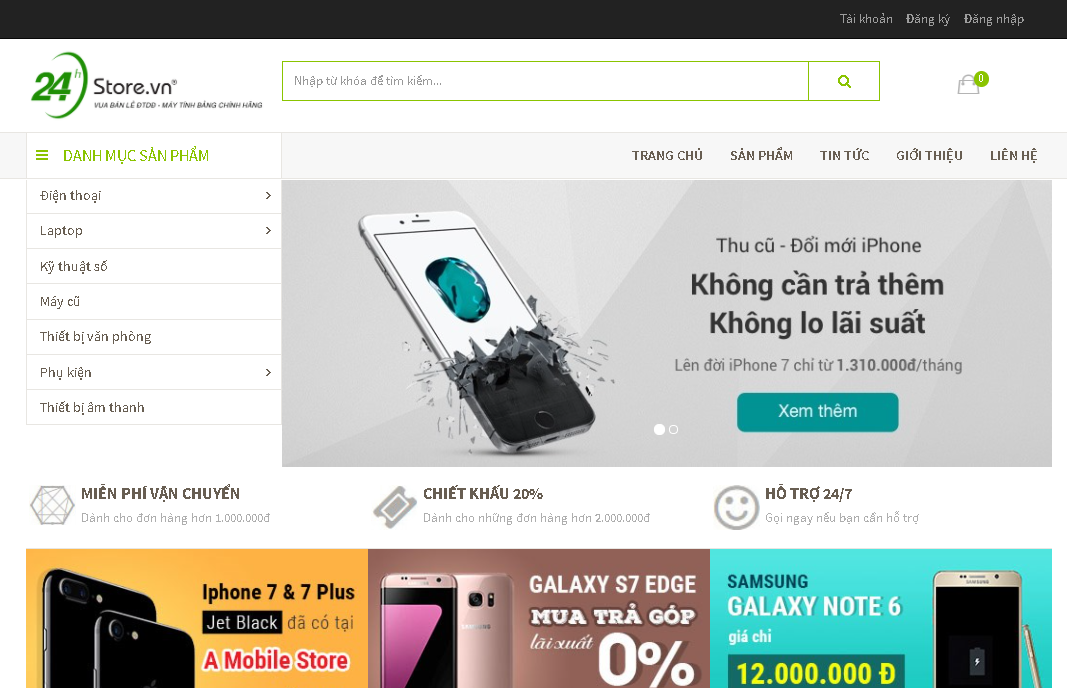 Tài khoản Đăng ký Đăng nhập
24h Store.vn®
VUA BÁN LẺ ĐTDĐ - MÁY TÍNH BẢNG CHÍNH HÃNG
Nhập từ khóa để tìm kiếm...
0
DANH MỤC SẢN PHẨM
TRANG CHỦ SẢN PHẨM TIN TỨC GIỚI THIỆU LIÊN HỆ
Điện thoại
Laptop
Kỹ thuật số
Máy cũ
Thiết bị văn phòng
Phụ kiện
Thiết bị âm thanh
Thu cũ - Đổi mới iPhone
Không cần trả thêm
Không lo lãi suất
Lên đời iPhone 7 chỉ từ 1.310.000đ/tháng
Xem thêm
MIỄN PHÍ VẬN CHUYỂN
Dành cho đơn hàng hơn 1.000.000đ
CHIẾT KHẤU 20%
Dành cho những đơn hàng hơn 2.000.000đ
HỖ TRỢ 24/7
Gọi ngay nếu bạn cần hỗ trợ
Iphone 7 & 7 Plus
Jet Black đã có tại
A Mobile Store
GALAXY S7 EDGE
MUA TRẢ GÓP
lãi suất
0%
SAMSUNG
SAMSUNG
GALAXY NOTE 6
giá chỉ
12.000.000 Đ
SAMSUNG